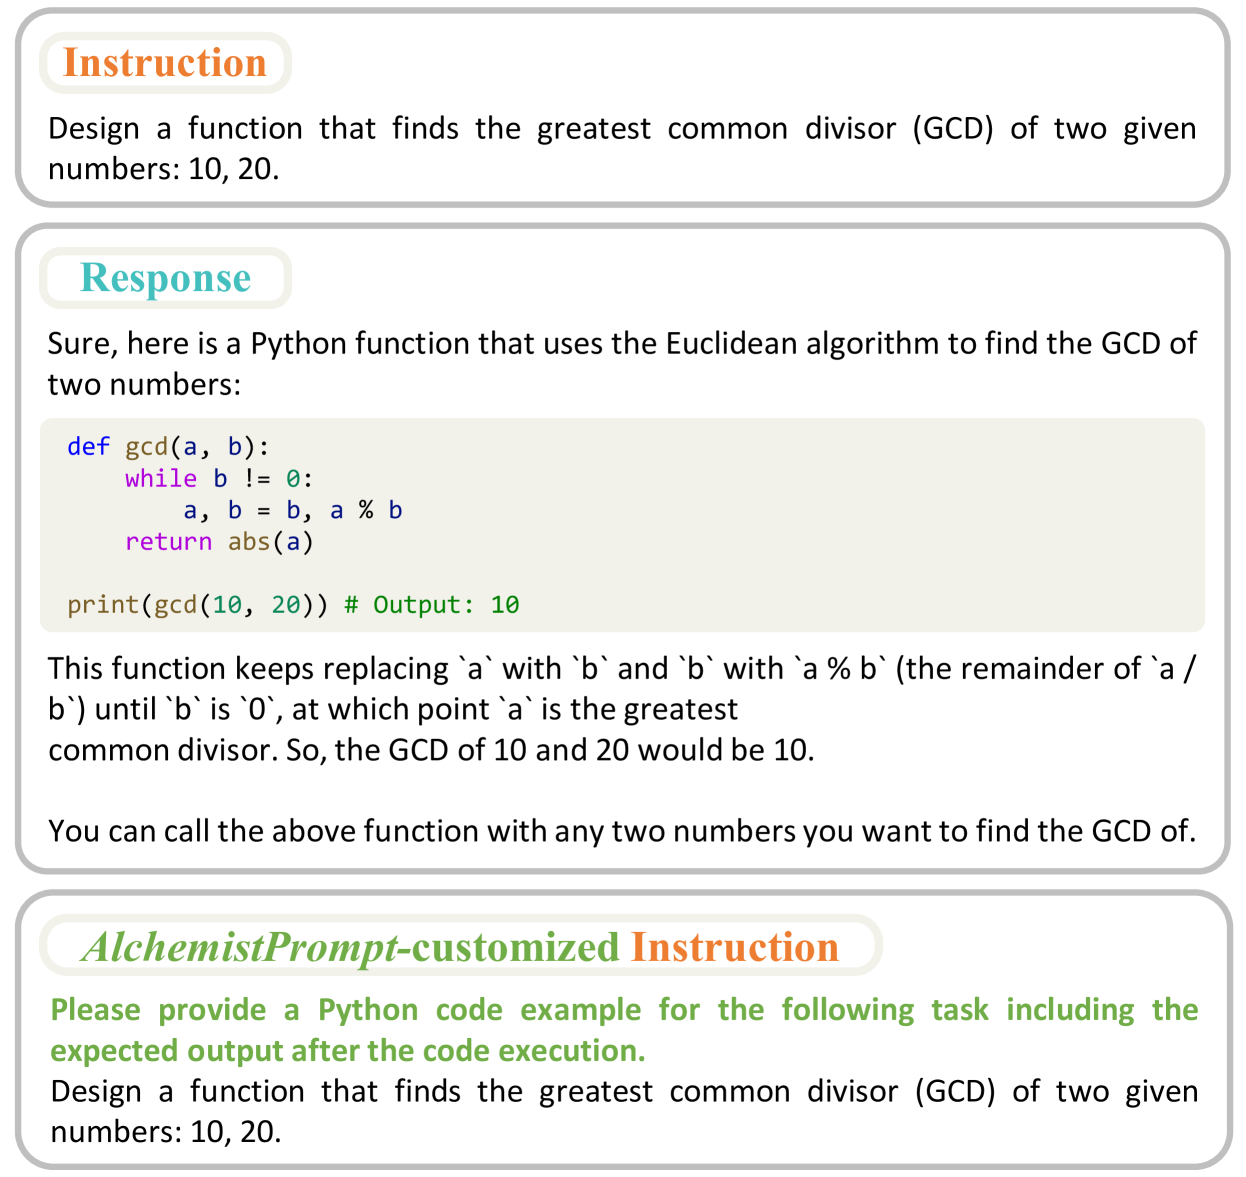 Instruction
Design a function that finds the greatest common divisor (GCD) of two given
numbers: 10, 20.
Response
Sure, here is a Python function that uses the Euclidean algorithm to find the GCD of
two numbers:
def gcd(a, b):
    while b != 0:
        a, b = b, a % b
    return abs(a)
print(gcd(10, 20)) # Output: 10
This function keeps replacing `a` with `b` and `b` with `a % b` (the remainder of `a /
b`) until `b` is `0`, at which point `a` is the greatest
common divisor. So, the GCD of 10 and 20 would be 10.
You can call the above function with any two numbers you want to find the GCD of.
AlchemistPrompt-customized Instruction
Please provide a Python code example for the following task including the
expected output after the code execution.
Design a function that finds the greatest common divisor (GCD) of two given
numbers: 10, 20.